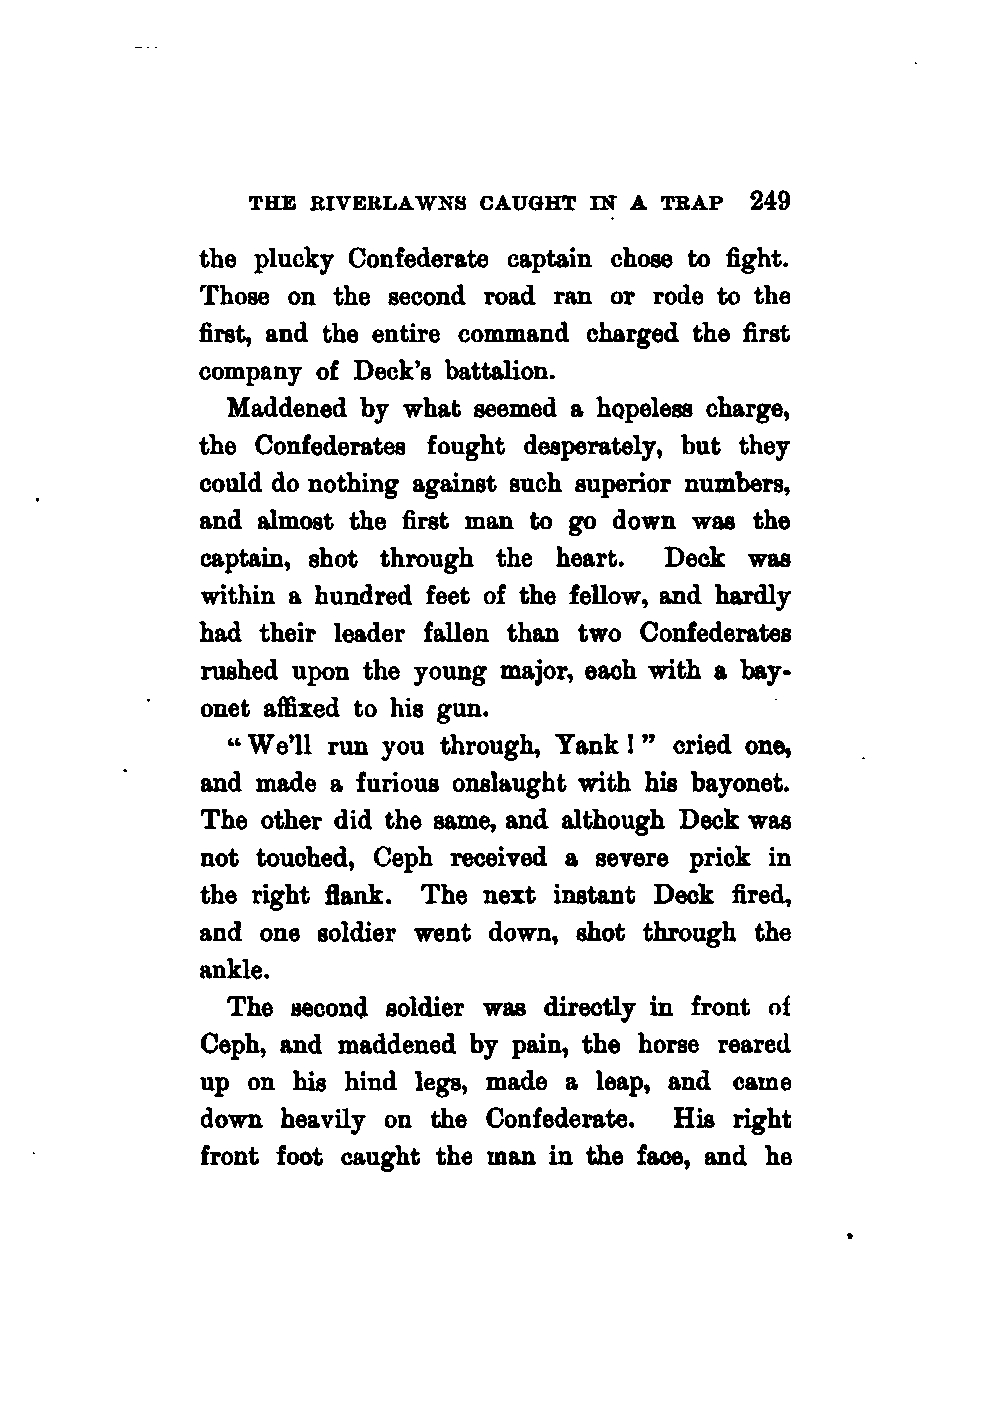 THE RIVERLAWNS CAUGHT IN A TRAP 249
the plucky Confederate captain chose to fight.
Those on the second road ran or rode to the
first, and the entire command charged the first
company of Deck's battalion.
Maddened by what seemed a hopeless charge,
the Confederates fought desperately, but they
could do nothing against such superior numbers,
and almost the first man to go down was the
captain, shot through the heart. Deck was
within a hundred feet of the fellow, and hardly
had their leader fallen than two Confederates
rushed upon the young major, each with a bay-
onet affixed to his gun.
“We'll run you through, Yank!” cried one,
and made a furious onslaught with his bayonet.
The other did the same, and although Deck was
not touched, Ceph received a severe prick in
the right flank. The next instant Deck fired,
and one soldier went down, shot through the
ankle.
The second soldier was directly in front of
Ceph, and maddened by pain, the horse reared
up on his hind legs, made a leap, and came
down heavily on the Confederate. His right
front foot caught the man in the face, and he